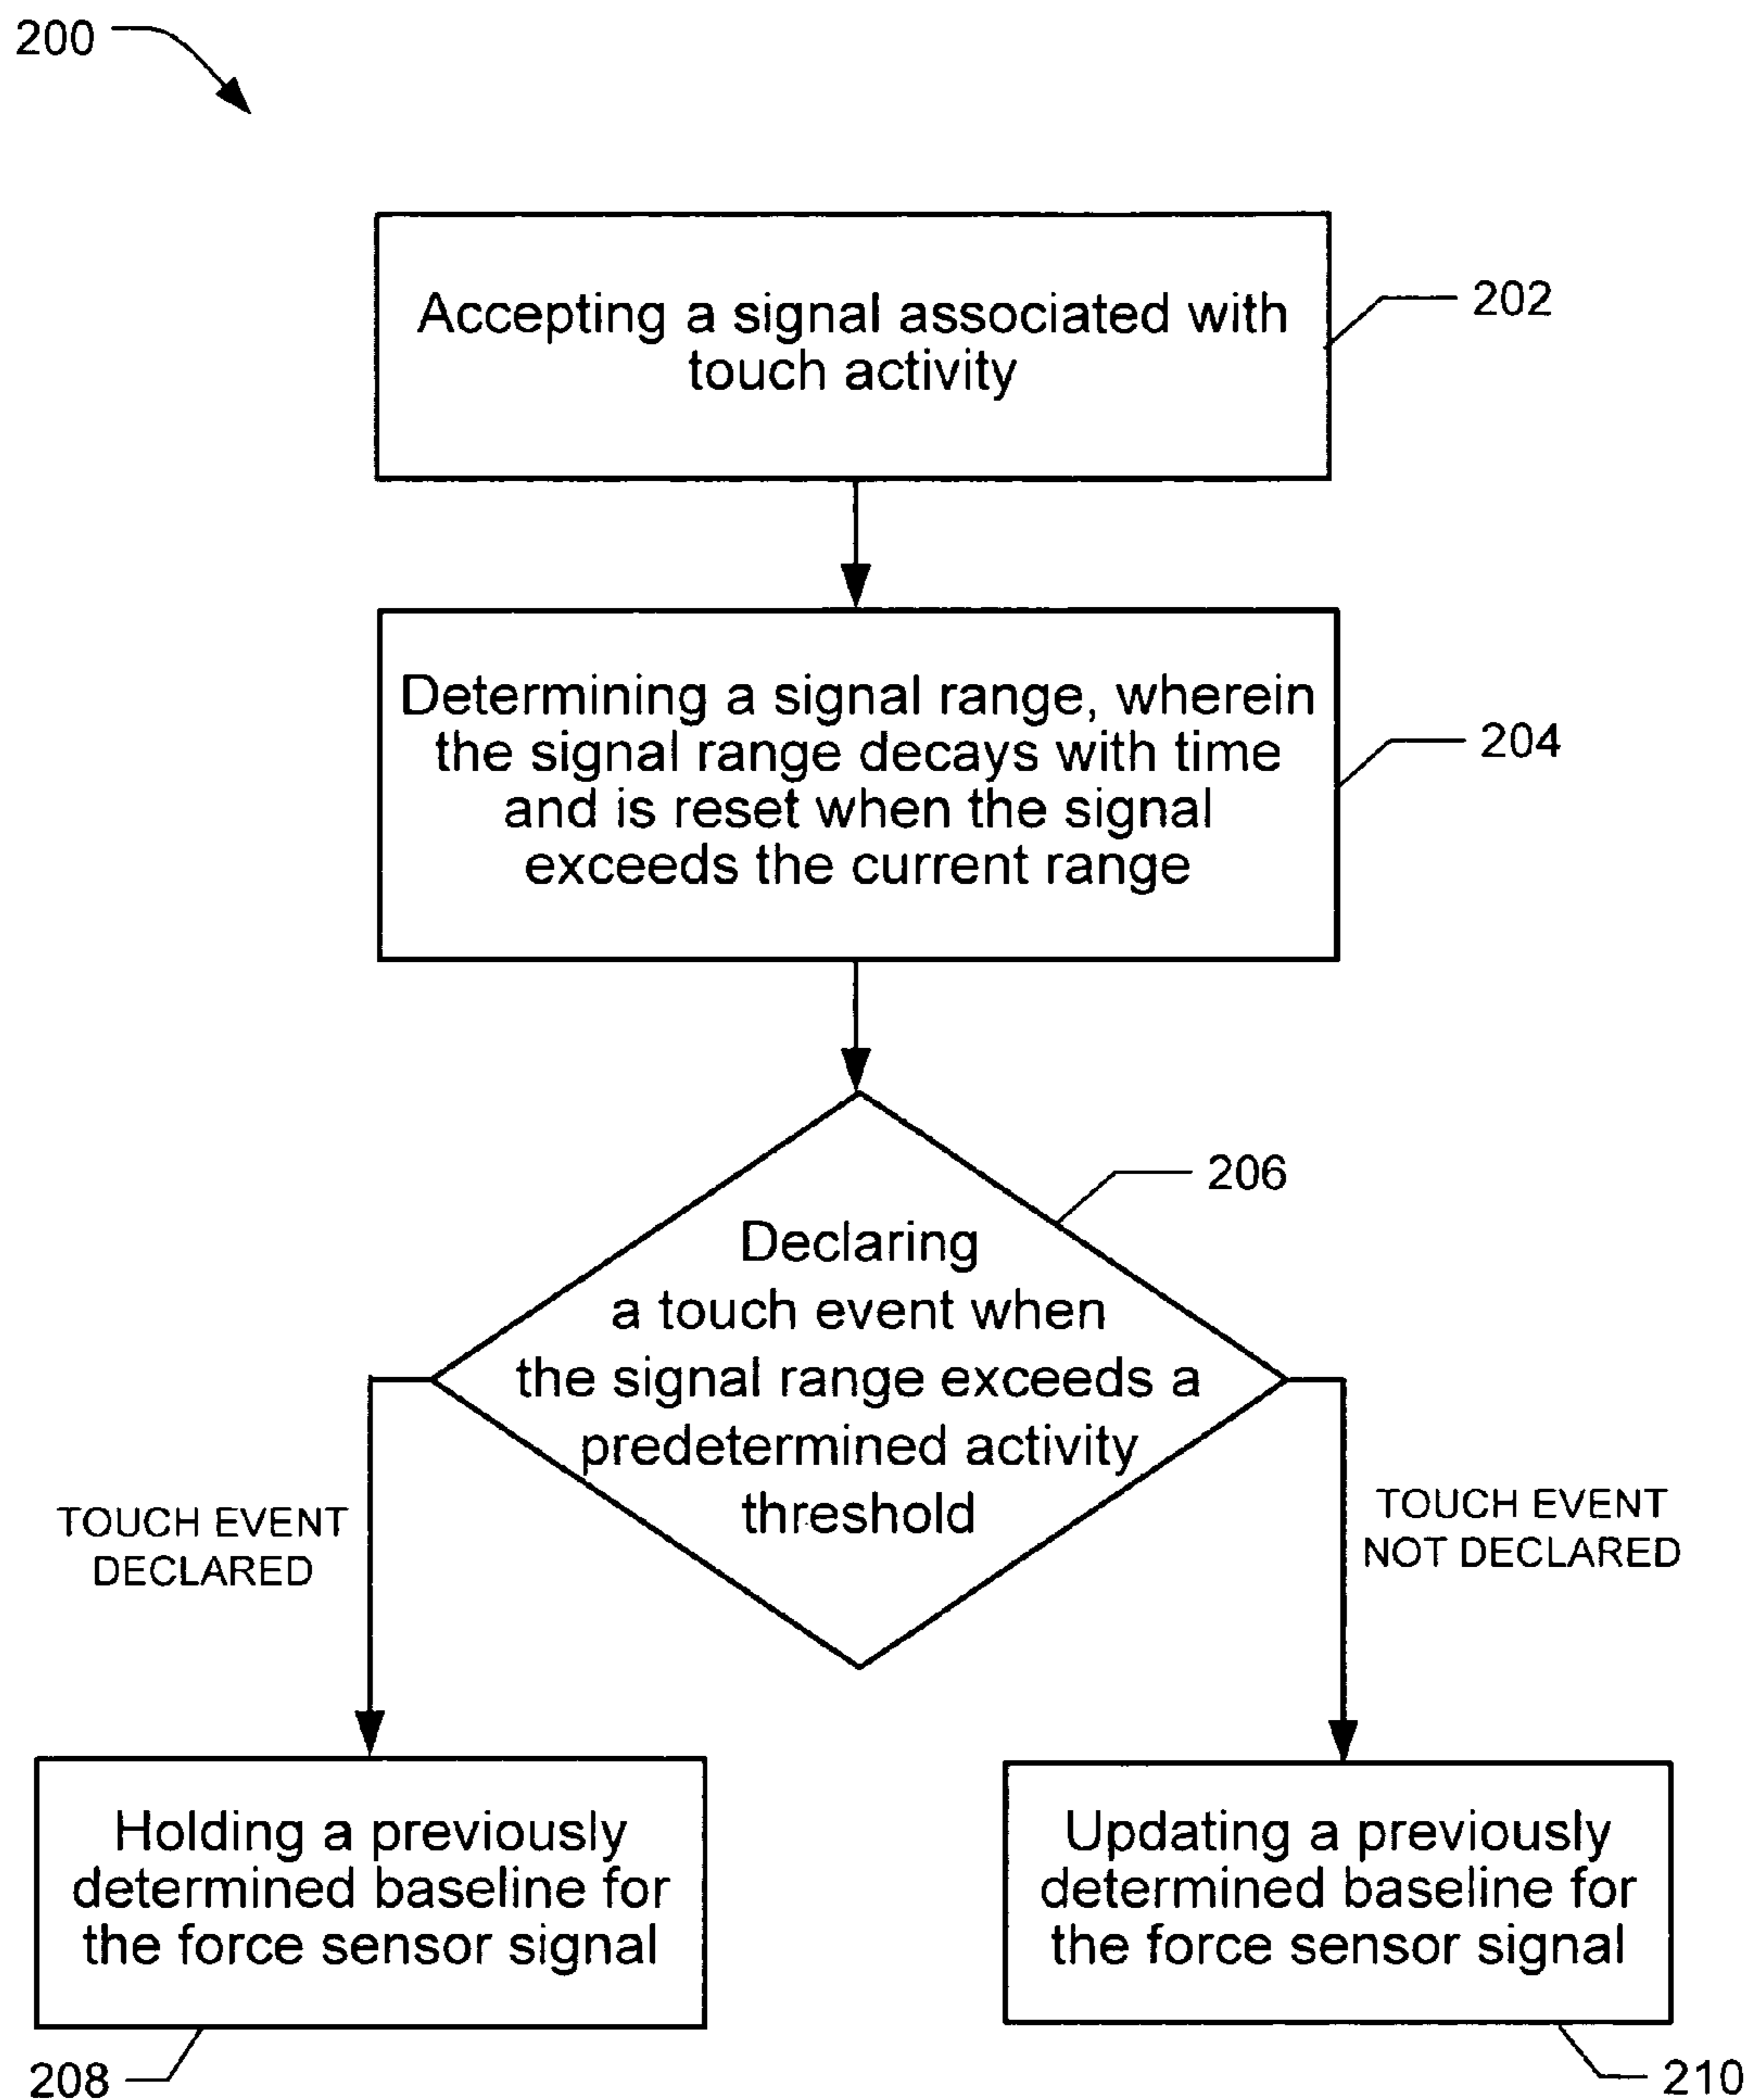 200
Accepting a signal associated with
touch activity
202
Determining a signal range, wherein
the signal range decays with time
and is reset when the signal
exceeds the current range
204
206
Declaring
a touch event when
the signal range exceeds a
predetermined activity
threshold
TOUCH EVENT
DECLARED
TOUCH EVENT
NOT DECLARED
Holding a previously
determined baseline for
the force sensor signal
208
Updating a previously
determined baseline for
the force sensor signal
210